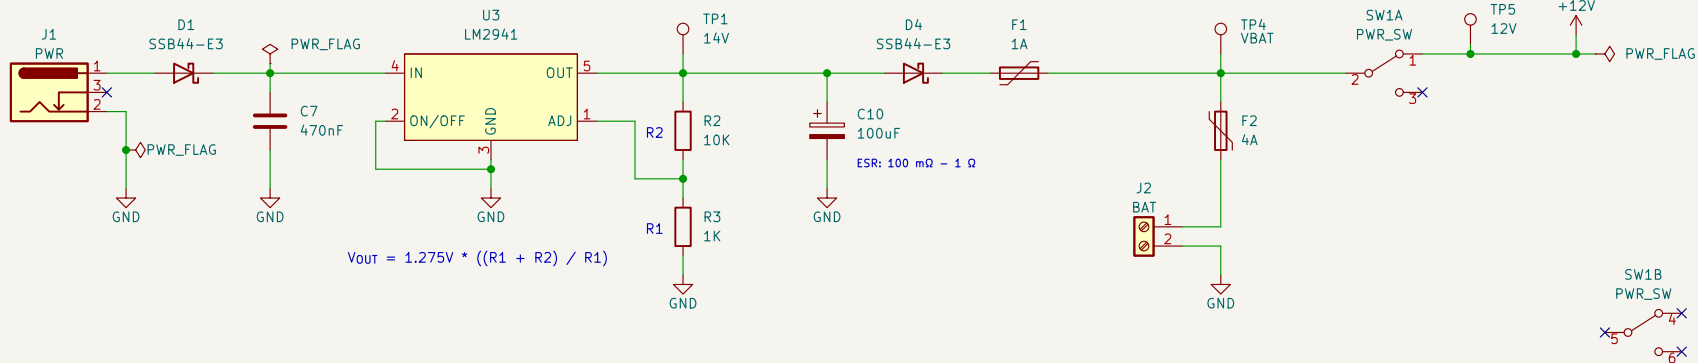 J1
PWR
1
3
2
PWR_FLAG
GND
D1
SSB44-E3
PWR_FLAG
C7
470nF
GND
U3
LM2941
4
IN
OUT
5
2
ON/OFF
GND
ADJ
1
3
GND
VOUT = 1.275V * ((R1 + R2) / R1)
TP1
14V
R2
R2
10K
R1
R3
1K
GND
C10
100uF
ESR: 100 mΩ - 1 Ω
GND
D4
SSB44-E3
F1
1A
TP4
VBAT
F2
4A
J2
BAT
1
2
GND
SW1A
PWR_SW
1
2
3
TP5
12V
+12V
PWR_FLAG
SW1B
PWR_SW
4
5
6